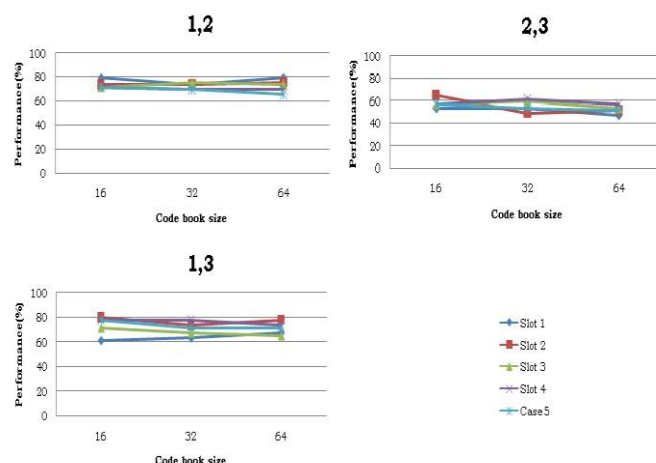 1,2
Performance(%)
100
80
60
40
20
0
16 32 64
Code book size
2,3
Performance(%)
100
80
60
40
20
0
16 32 64
Code book size
1,3
Performance(%)
100
80
60
40
20
0
16 32 64
Code book size
Slot 1
Slot 2
Slot 3
Slot 4
Case 5